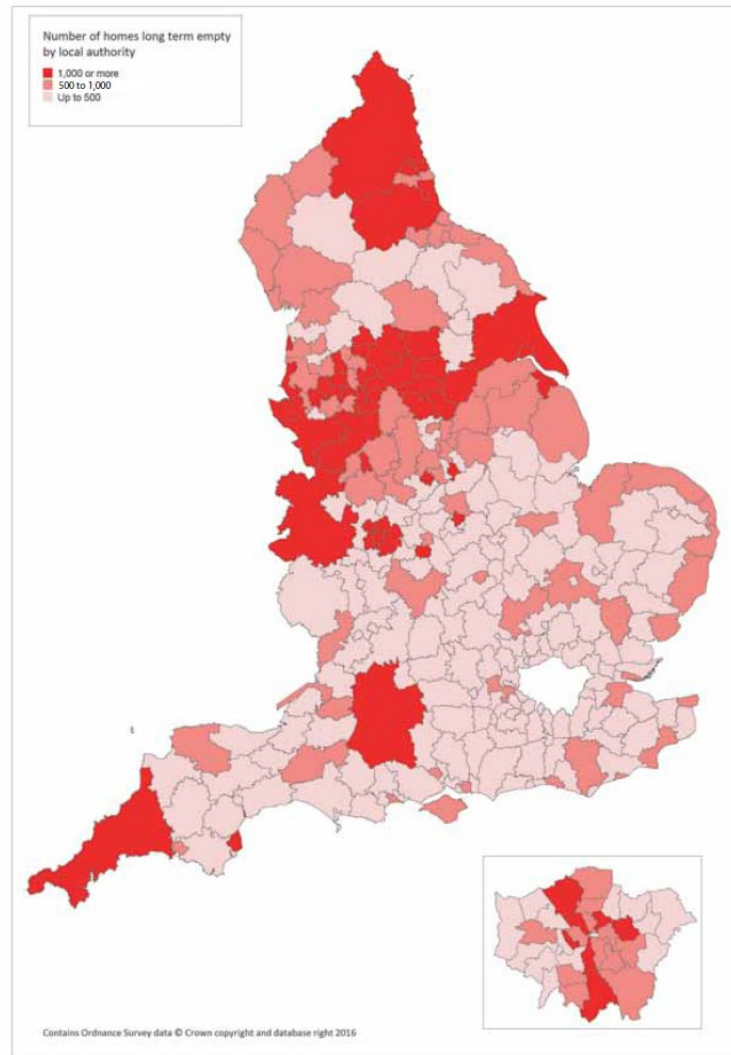 Number of homes long term empty
by local authority
1,000 or more
500 to 1,000
Up to 500
Contains Ordnance Survey data © Crown copyright and database right 2016